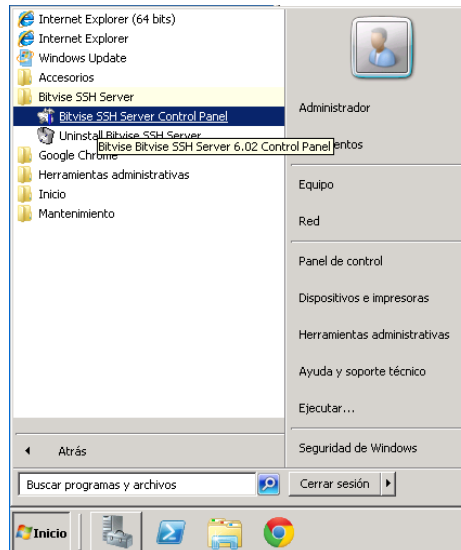 Internet Explorer (64 bits)
Internet Explorer
Windows Update
Accesorios
Bitvise SSH Server
Bitvise SSH Server Control Panel
Uninstall Bitvise SSH Server
Bitvise Bitvise SSH Server 6.02 Control Panel
Google Chrome
Herramientas administrativas
Inicio
Mantenimiento
Atrás
Buscar programas y archivos
Administrador
entos
Equipo
Red
Panel de control
Dispositivos e impresoras
Herramientas administrativas
Ayuda y soporte técnico
Ejecutar...
Seguridad de Windows
Cerrar sesión
Inicio